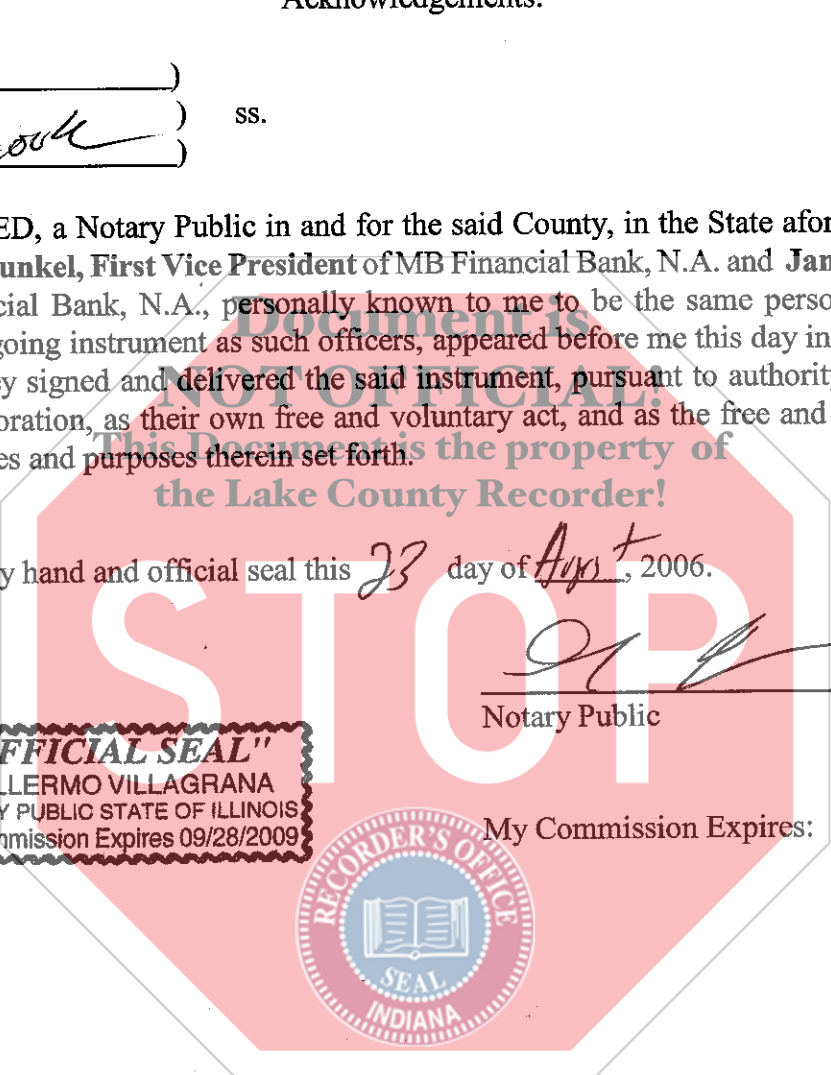 Acknowledgements:
)
ook ) ss.
)
ED, a Notary Public in and for the said County, in the State afor
unkel, First Vice President of MB Financial Bank, N.A. and Jan
cial Bank, N.A., personally known to me to be the same perso
going instrument as such officers, appeared before me this day in
y signed and delivered the said instrument, pursuant to authority
oration, as their own free and voluntary act, and as the free and
es and purposes therein set forth.
Document is
NOT OFFICIAL!
This Document is the property of
the Lake County Recorder!
y hand and official seal this 23 day of August, 2006.
STOP
Notary Public
FFICIAL SEAL"
LLERMO VILLAGRANA
Y PUBLIC STATE OF ILLINOIS
mmission Expires 09/28/2009
My Commission Expires:
RECORDER'S OFFICE
SEAL
INDIANA